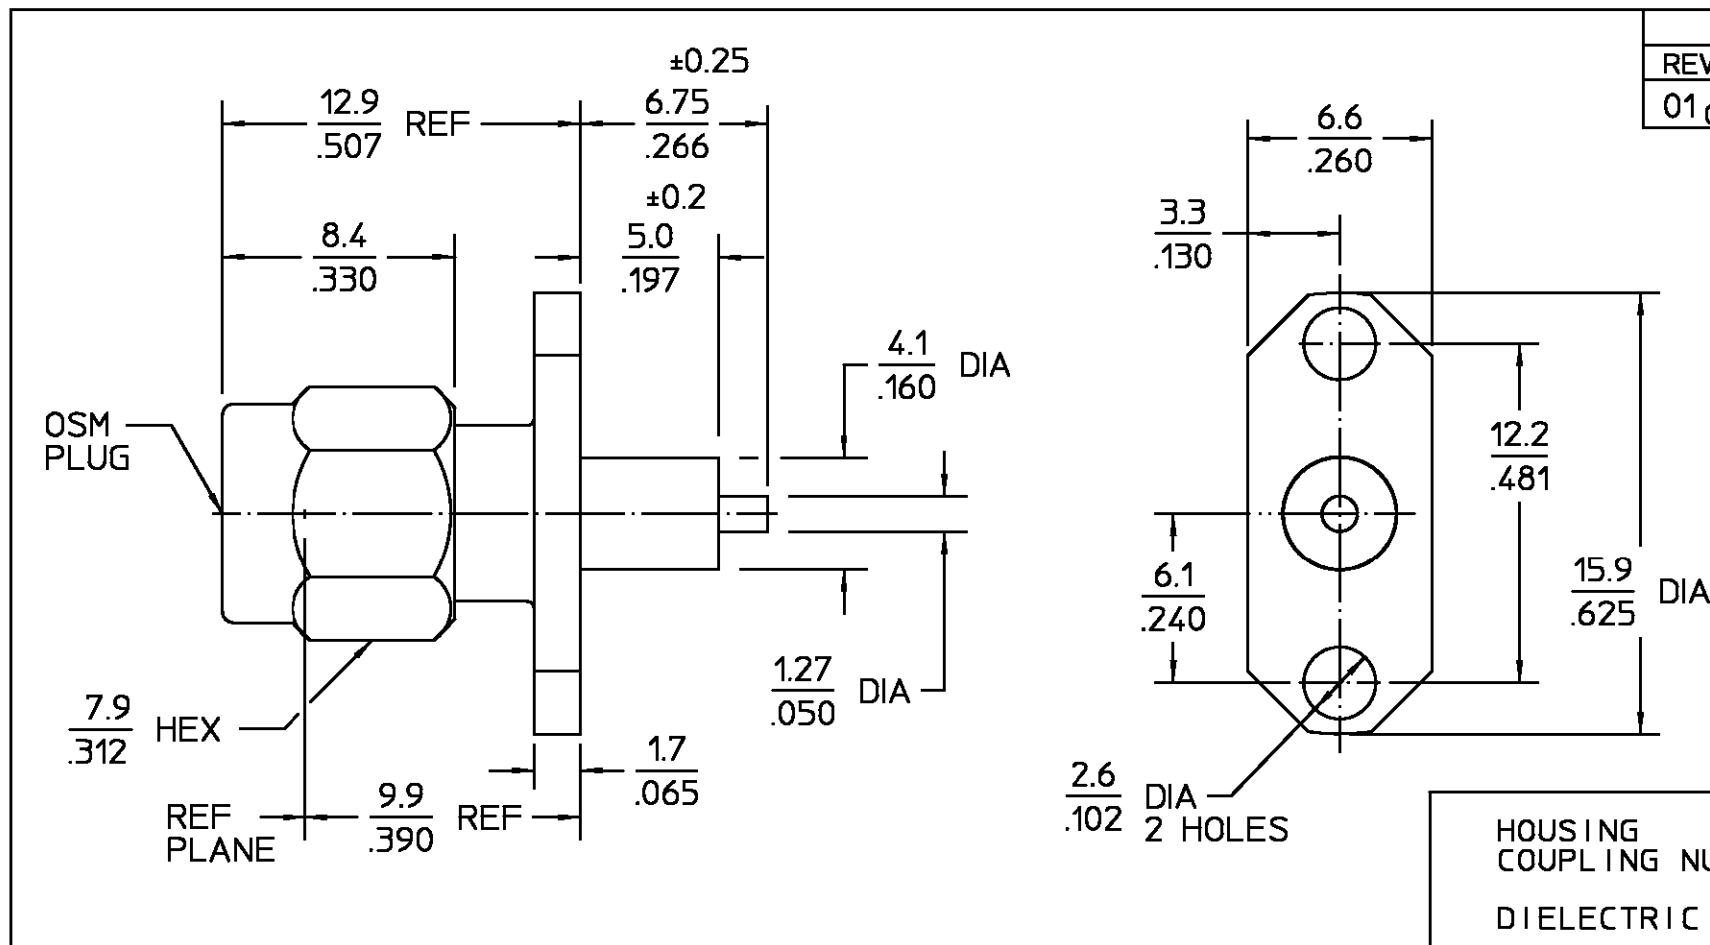 ±0.25
12.9
.507 REF
6.75
.266
REV
01
±0.2
8.4
.330
5.0
.197
6.6
.260
3.3
.130
4.1
.160 DIA
OSM
PLUG
12.2
.481
6.1
.240
15.9
.625 DIA
1.27
.050 DIA
7.9
.312 HEX
1.7
.065
REF
PLANE
9.9
.390 REF
2.6
.102 DIA
2 HOLES
HOUSING
COUPLING NU
DIELECTRIC